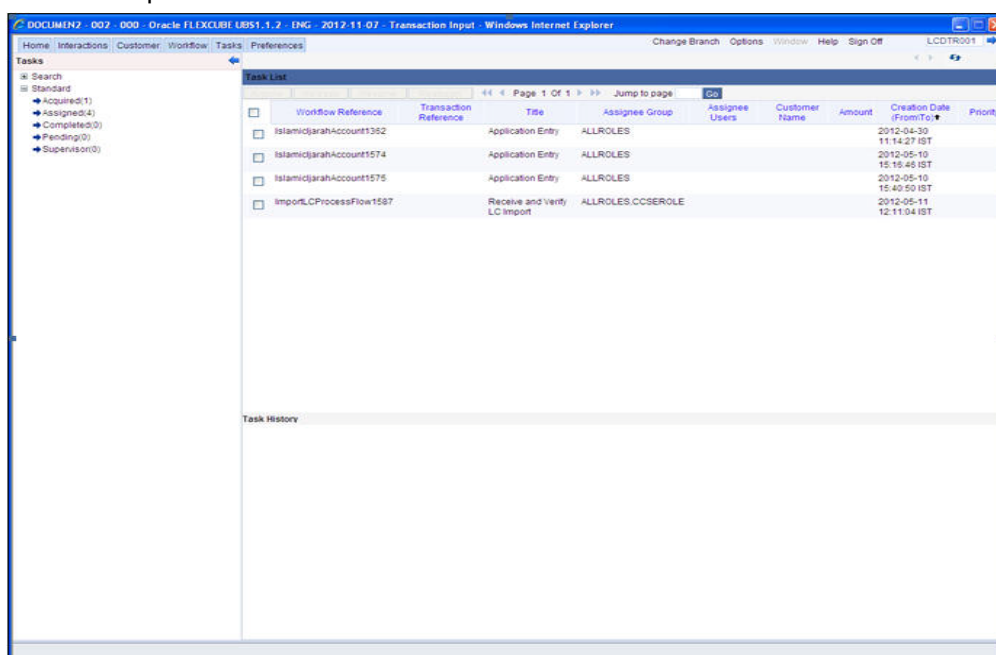 DOCUMEN2 - 002 - 000 - Oracle FLEXCUBE UBS1.1.2 - ENG - 2012-11-07 - Transaction Input - Windows Internet Explorer
Home Interactions Customer Workflow Tasks Preferences
Change Branch Options Window Help Sign Off LCDTR001
Tasks
Search
Standard
Acquired(1)
Assigned(4)
Completed(0)
Pending(0)
Supervisor(0)
Task List
Page 1 Of 1 Jump to page Go
Workflow Reference Transaction Reference Title Assignee Group Assignee Users Customer Name Amount Creation Date (From:To) Priority
IslamicIjarahAccount1362 Application Entry ALLROLES 2012-04-30
11:14:27 IST
IslamicIjarahAccount1574 Application Entry ALLROLES 2012-05-10
15:16:46 IST
IslamicIjarahAccount1575 Application Entry ALLROLES 2012-05-10
15:40:50 IST
ImportLCProcessFlow1587 Receive and Verify ALLROLES,CCSEROLE 2012-05-11
LC Import 12:11:04 IST
Task History